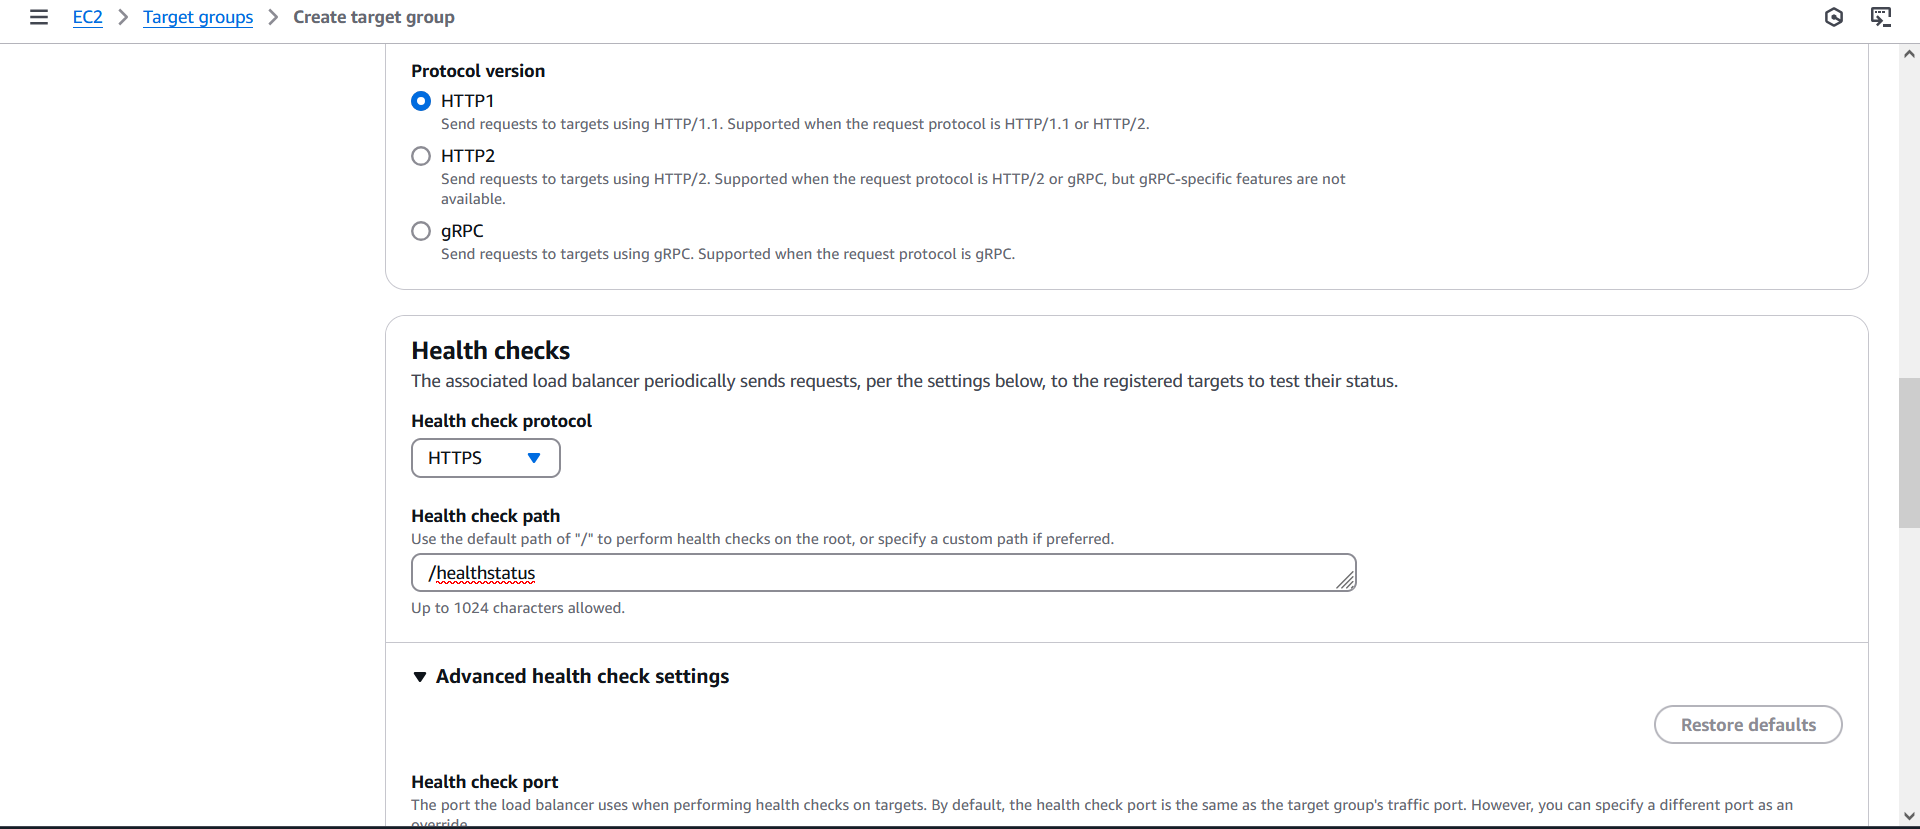 EC2 > Target groups > Create target group
Protocol version
HTTP1
Send requests to targets using HTTP/1.1. Supported when the request protocol is HTTP/1.1 or HTTP/2.
HTTP2
Send requests to targets using HTTP/2. Supported when the request protocol is HTTP/2 or gRPC, but gRPC-specific features are not
available.
gRPC
Send requests to targets using gRPC. Supported when the request protocol is gRPC.
Health checks
The associated load balancer periodically sends requests, per the settings below, to the registered targets to test their status.
Health check protocol
HTTPS
Health check path
Use the default path of "/" to perform health checks on the root, or specify a custom path if preferred.
/healthstatus
Up to 1024 characters allowed.
Advanced health check settings
Restore defaults
Health check port
The port the load balancer uses when performing health checks on targets. By default, the health check port is the same as the target group's traffic port. However, you can specify a different port as an
override.